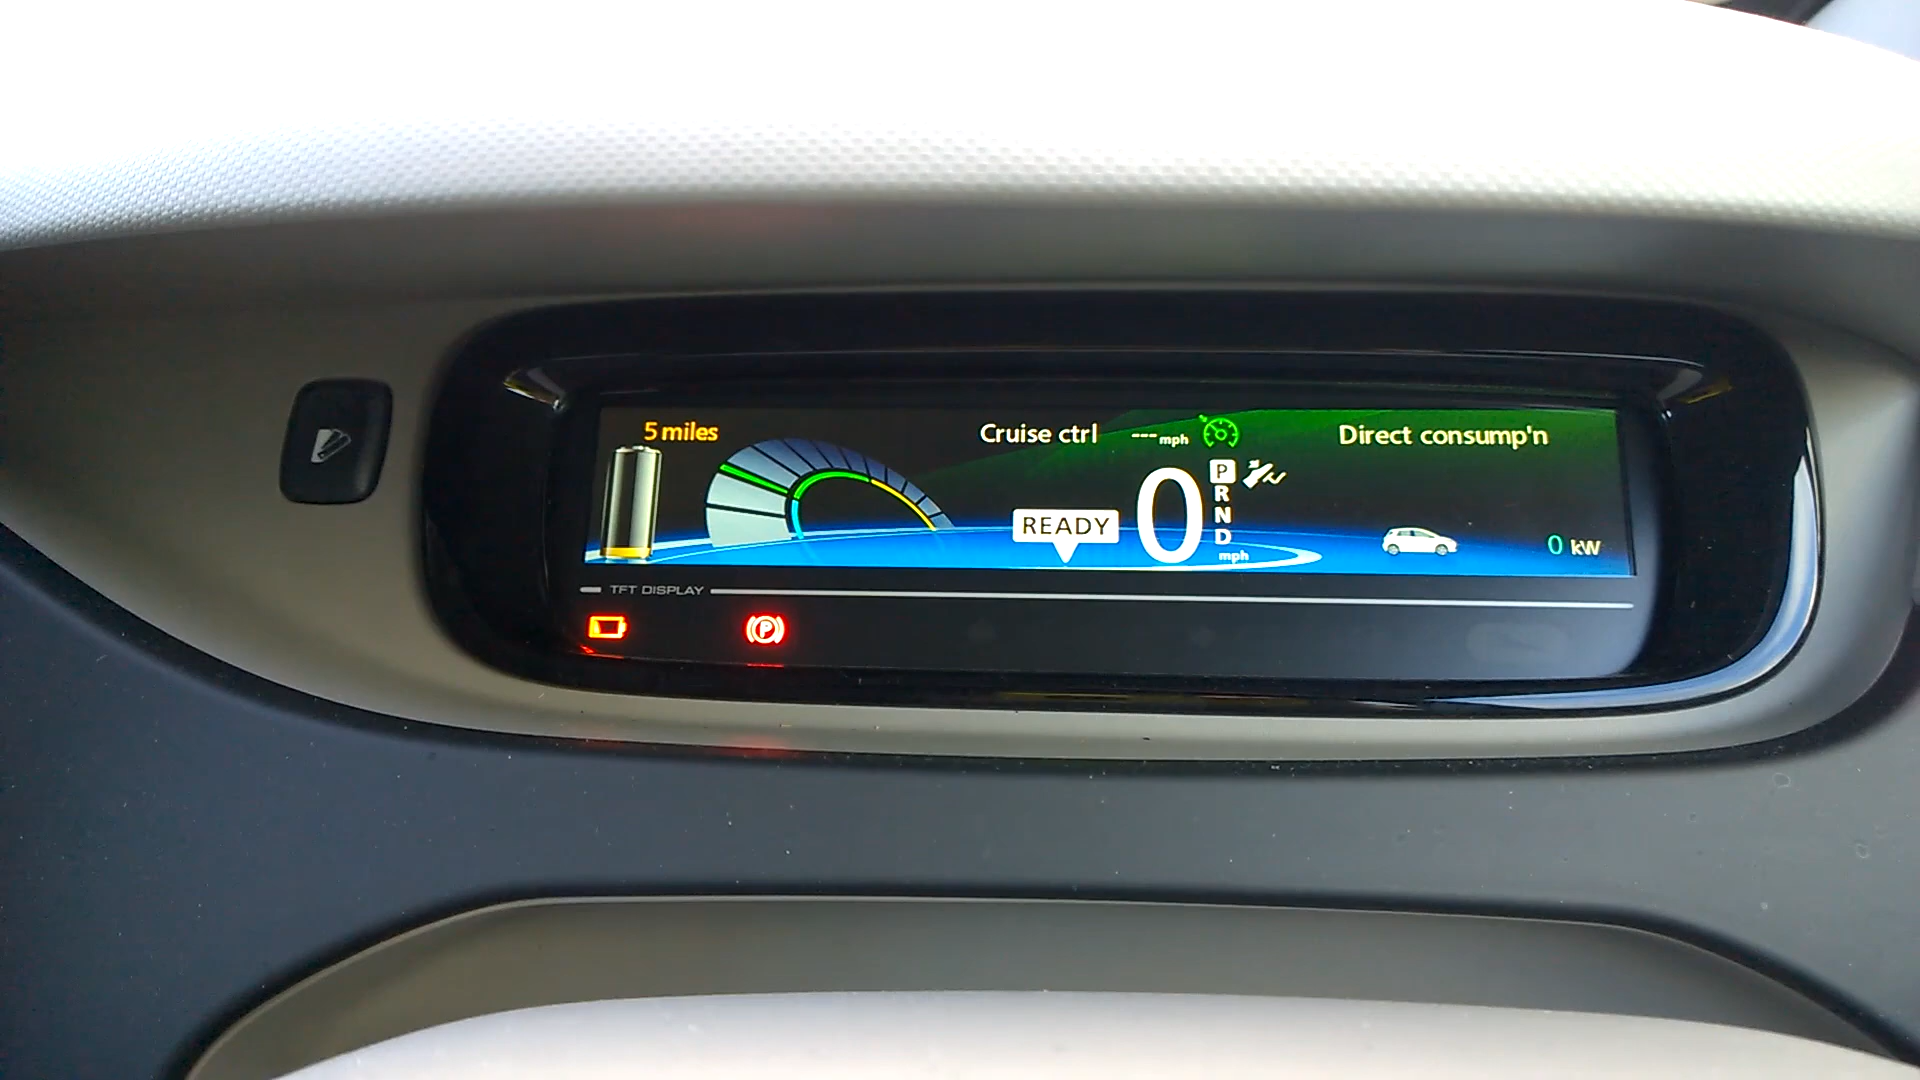 5 miles
Cruise ctrl
--- mph
Direct consump'n
READY
0
mph
P
R
N
D
0 kW
TFT DISPLAY
P